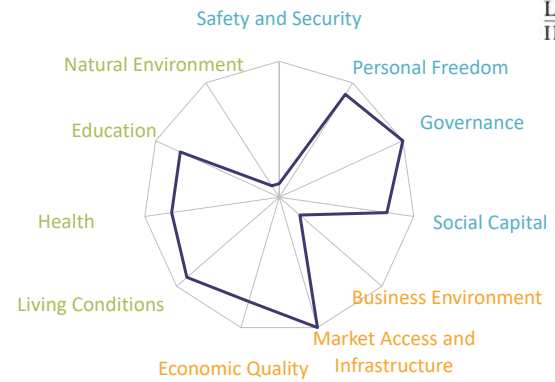 Safety and Security
Natural Environment
Personal Freedom
Governance
Education
Health
Social Capital
Living Conditions
Business Environment
Market Access and
Infrastructure
Economic Quality